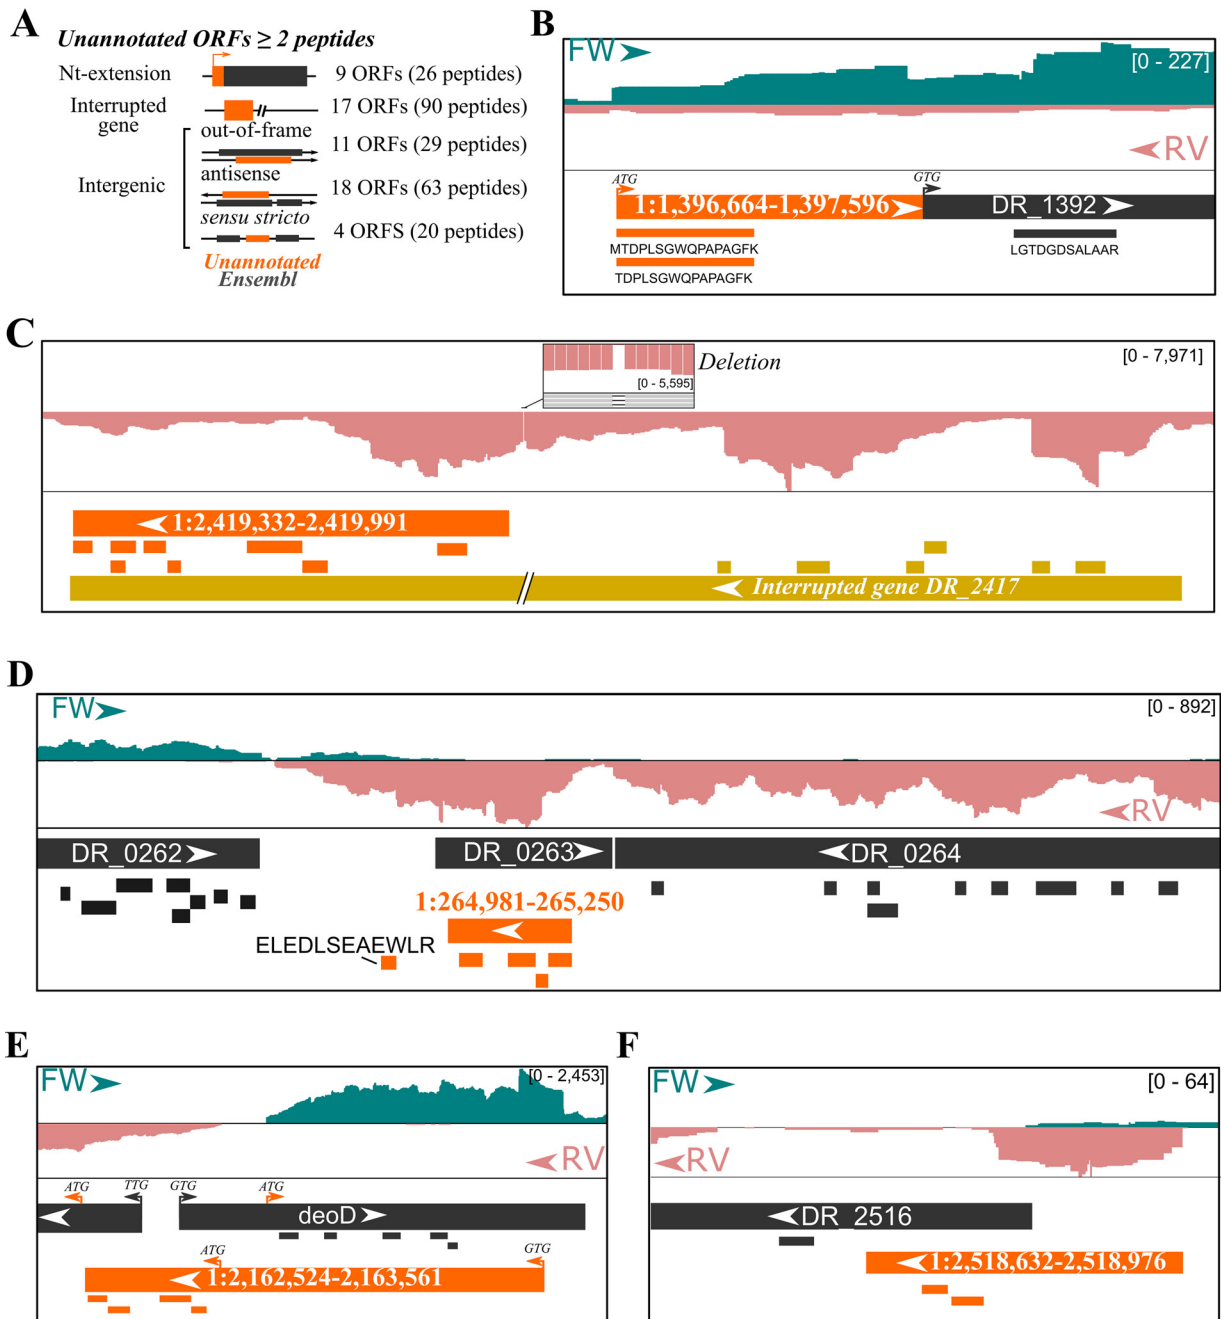 A
Unannotated ORFs ≥ 2 peptides
Nt-extension
9 ORFs (26 peptides)
Interrupted
gene
17 ORFs (90 peptides)
out-of-frame
11 ORFs (29 peptides)
Intergenic
antisense
18 ORFs (63 peptides)
sensu stricto
4 ORFS (20 peptides)
Unannotated
Ensembl
B
FW
[0 - 227]
RV
ATG
GTG
1:1,396,664-1,397,596
DR_1392
MTDPLSGWQPAPAGFK
LGTDGDSALAAR
TDPLSGWQPAPAGFK
C
[0 - 7,971]
Deletion
[0 - 5,595]
1:2,419,332-2,419,991
Interrupted gene DR_2417
D
FW
[0 - 892]
RV
DR_0262
DR_0263
DR_0264
1:264,981-265,250
ELEDLSEAEWLR
E
FW
[0 - 2,453]
RV
ATG
TTG
GTG
ATG
deoD
ATG
GTG
1:2,162,524-2,163,561
F
FW
[0 - 64]
RV
DR_2516
1:2,518,632-2,518,976